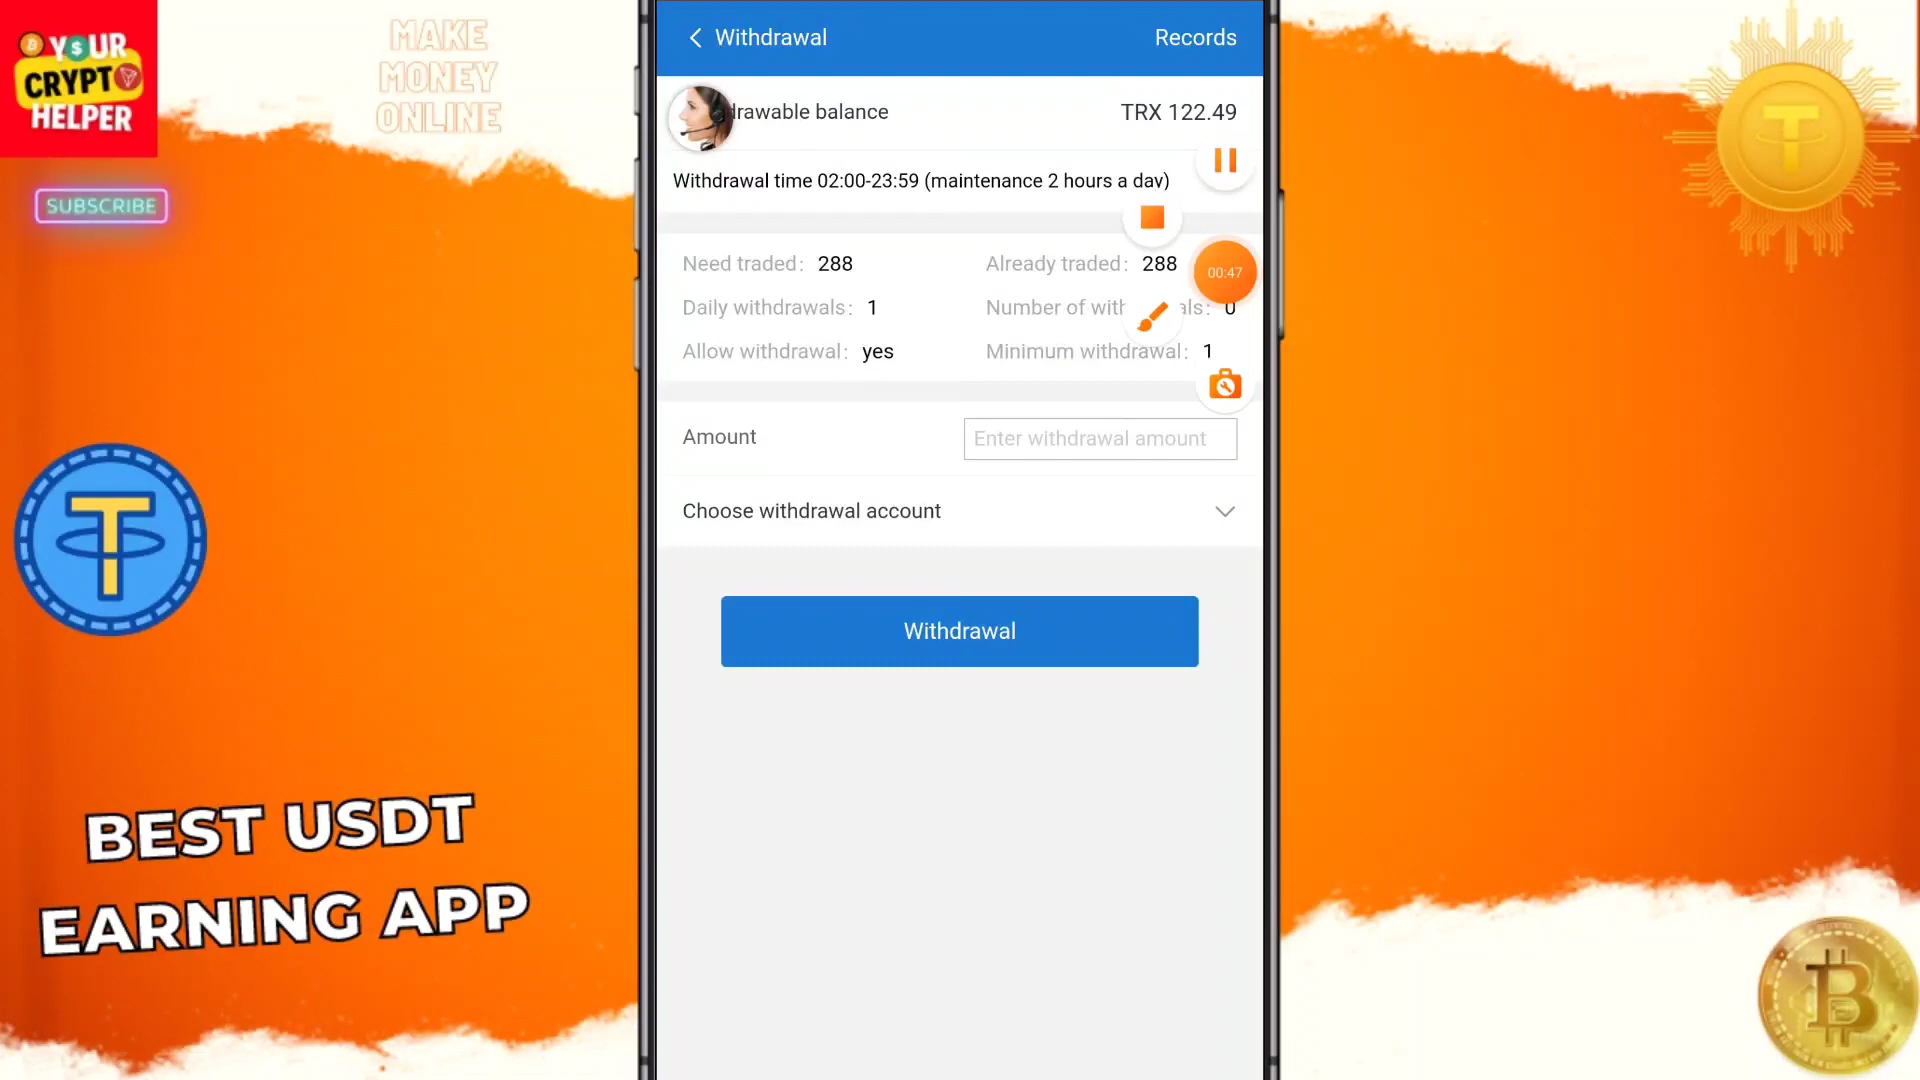 Y$UR
CRYPTO
HELPER
MAKE
MONEY
ONLINE
SUBSCRIBE
BEST USDT
EARNING APP
Withdrawal
Records
drawable balance
TRX 122.49
Withdrawal time 02:00-23:59 (maintenance 2 hours a day)
Need traded: 288
Already traded: 288
00:47
Daily withdrawals: 1
Number of with als: 0
Allow withdrawal: yes
Minimum withdrawal: 1
Amount
Enter withdrawal amount
Choose withdrawal account
Withdrawal